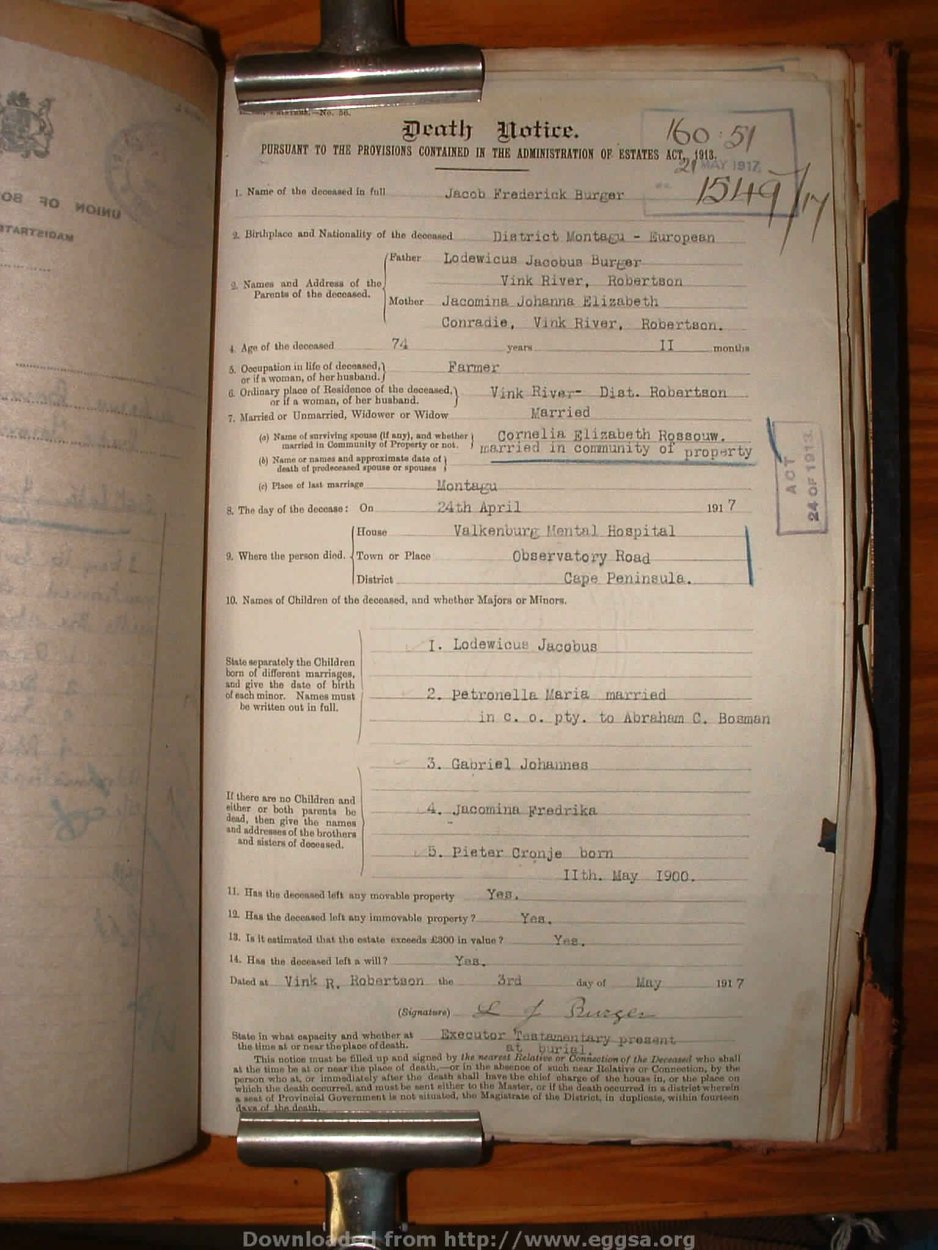 No. 56.
Death Notice.
160 : 51
PURSUANT TO THE PROVISIONS CONTAINED IN THE ADMINISTRATION OF ESTATES ACT, 1913.
21 MAY 1917
1549/17
1. Name of the deceased in full Jacob Frederick Burger
2. Birthplace and Nationality of the deceased District Montagu - European
3. Names and Address of the Parents of the deceased.
Father Lodewicus Jacobus Burger
Vink River, Robertson
Mother Jacomina Johanna Elizabeth
Conradie, Vink River, Robertson.
4. Age of the deceased 74 years II months
5. Occupation in life of deceased, or if a woman, of her husband. Farmer
6. Ordinary place of Residence of the deceased, or if a woman, of her husband. Vink River- Dist. Robertson
7. Married or Unmarried, Widower or Widow Married
(a) Name of surviving spouse (if any), and whether married in Community of Property or not. Cornelia Elizabeth Rossouw.
married in community of property
(b) Name or names and approximate date of death of predeceased spouse or spouses
(c) Place of last marriage Montagu
ACT
24 OF 1913
8. The day of the decease: On 24th April 1917
9. Where the person died.
House Valkenburg Mental Hospital
Town or Place Observatory Road
District Cape Peninsula.
10. Names of Children of the deceased, and whether Majors or Minors.
State separately the Children
born of different marriages,
and give the date of birth
of each minor. Names must
be written out in full.
I. Lodewicus Jacobus
2. Petronella Maria married
in c. o. pty. to Abraham C. Bosman
3. Gabriel Johannes
If there are no Children and
either or both parents be
dead, then give the names
and addresses of the brothers
and sisters of deceased.
4. Jacomina Fredrika
5. Pieter Cronje born
IIth. May I900.
11. Has the deceased left any movable property Yes.
12. Has the deceased left any immovable property? Yes.
13. Is it estimated that the estate exceeds £300 in value? Yes.
14. Has the deceased left a will? Yes.
Dated at Vink R. Robertson the 3rd day of May 1917
(Signature) L J Burger
State in what capacity and whether at
the time at or near the place of death.
Executor Testamentary present
at burial.
This notice must be filled up and signed by the nearest Relative or Connection of the Deceased who shall
at the time be at or near the place of death,—or in the absence of such near Relative or Connection, by the
person who at, or immediately after the death shall have the chief charge of the house in, or the place on
which the death occurred, and must be sent either to the Master, or if the death occurred in a district wherein
a seat of Provincial Government is not situated, the Magistrate of the District, in duplicate, within fourteen
days of the death.
Downloaded from http://www.eggsa.org